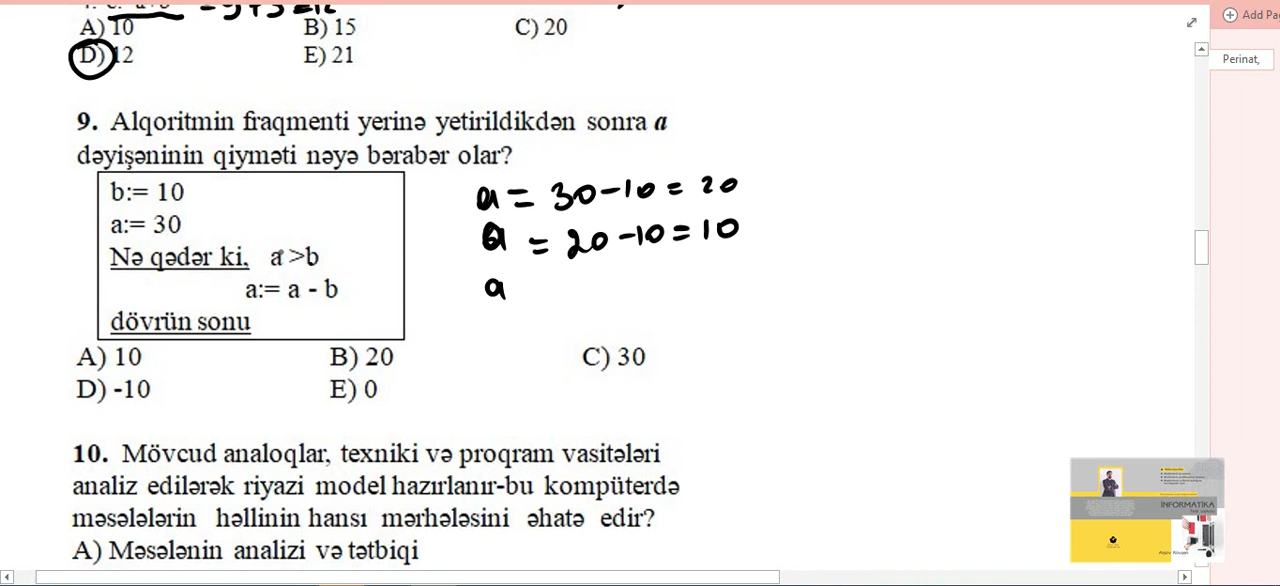 A) 10 B) 15 C) 20
D) 12 E) 21
9. Alqoritmin fraqmenti yerinə yetirildikdən sonra a
dəyişəninin qiyməti nəyə bərabər olar?
b:= 10
a:= 30
Nə qədər ki, a >b
a:= a - b
dövrün sonu
a = 30-10 = 20
a = 20-10 = 10
a
A) 10 B) 20 C) 30
D) -10 E) 0
10. Mövcud analoqlar, texniki və proqram vasitələri
analiz edilərək riyazi model hazırlanır-bu kompüterdə
məsələlərin həllinin hansı mərhələsini əhatə edir?
A) Məsələnin analizi və tətbiqi
Add Pa
Perinat,
İNFORMATİKA